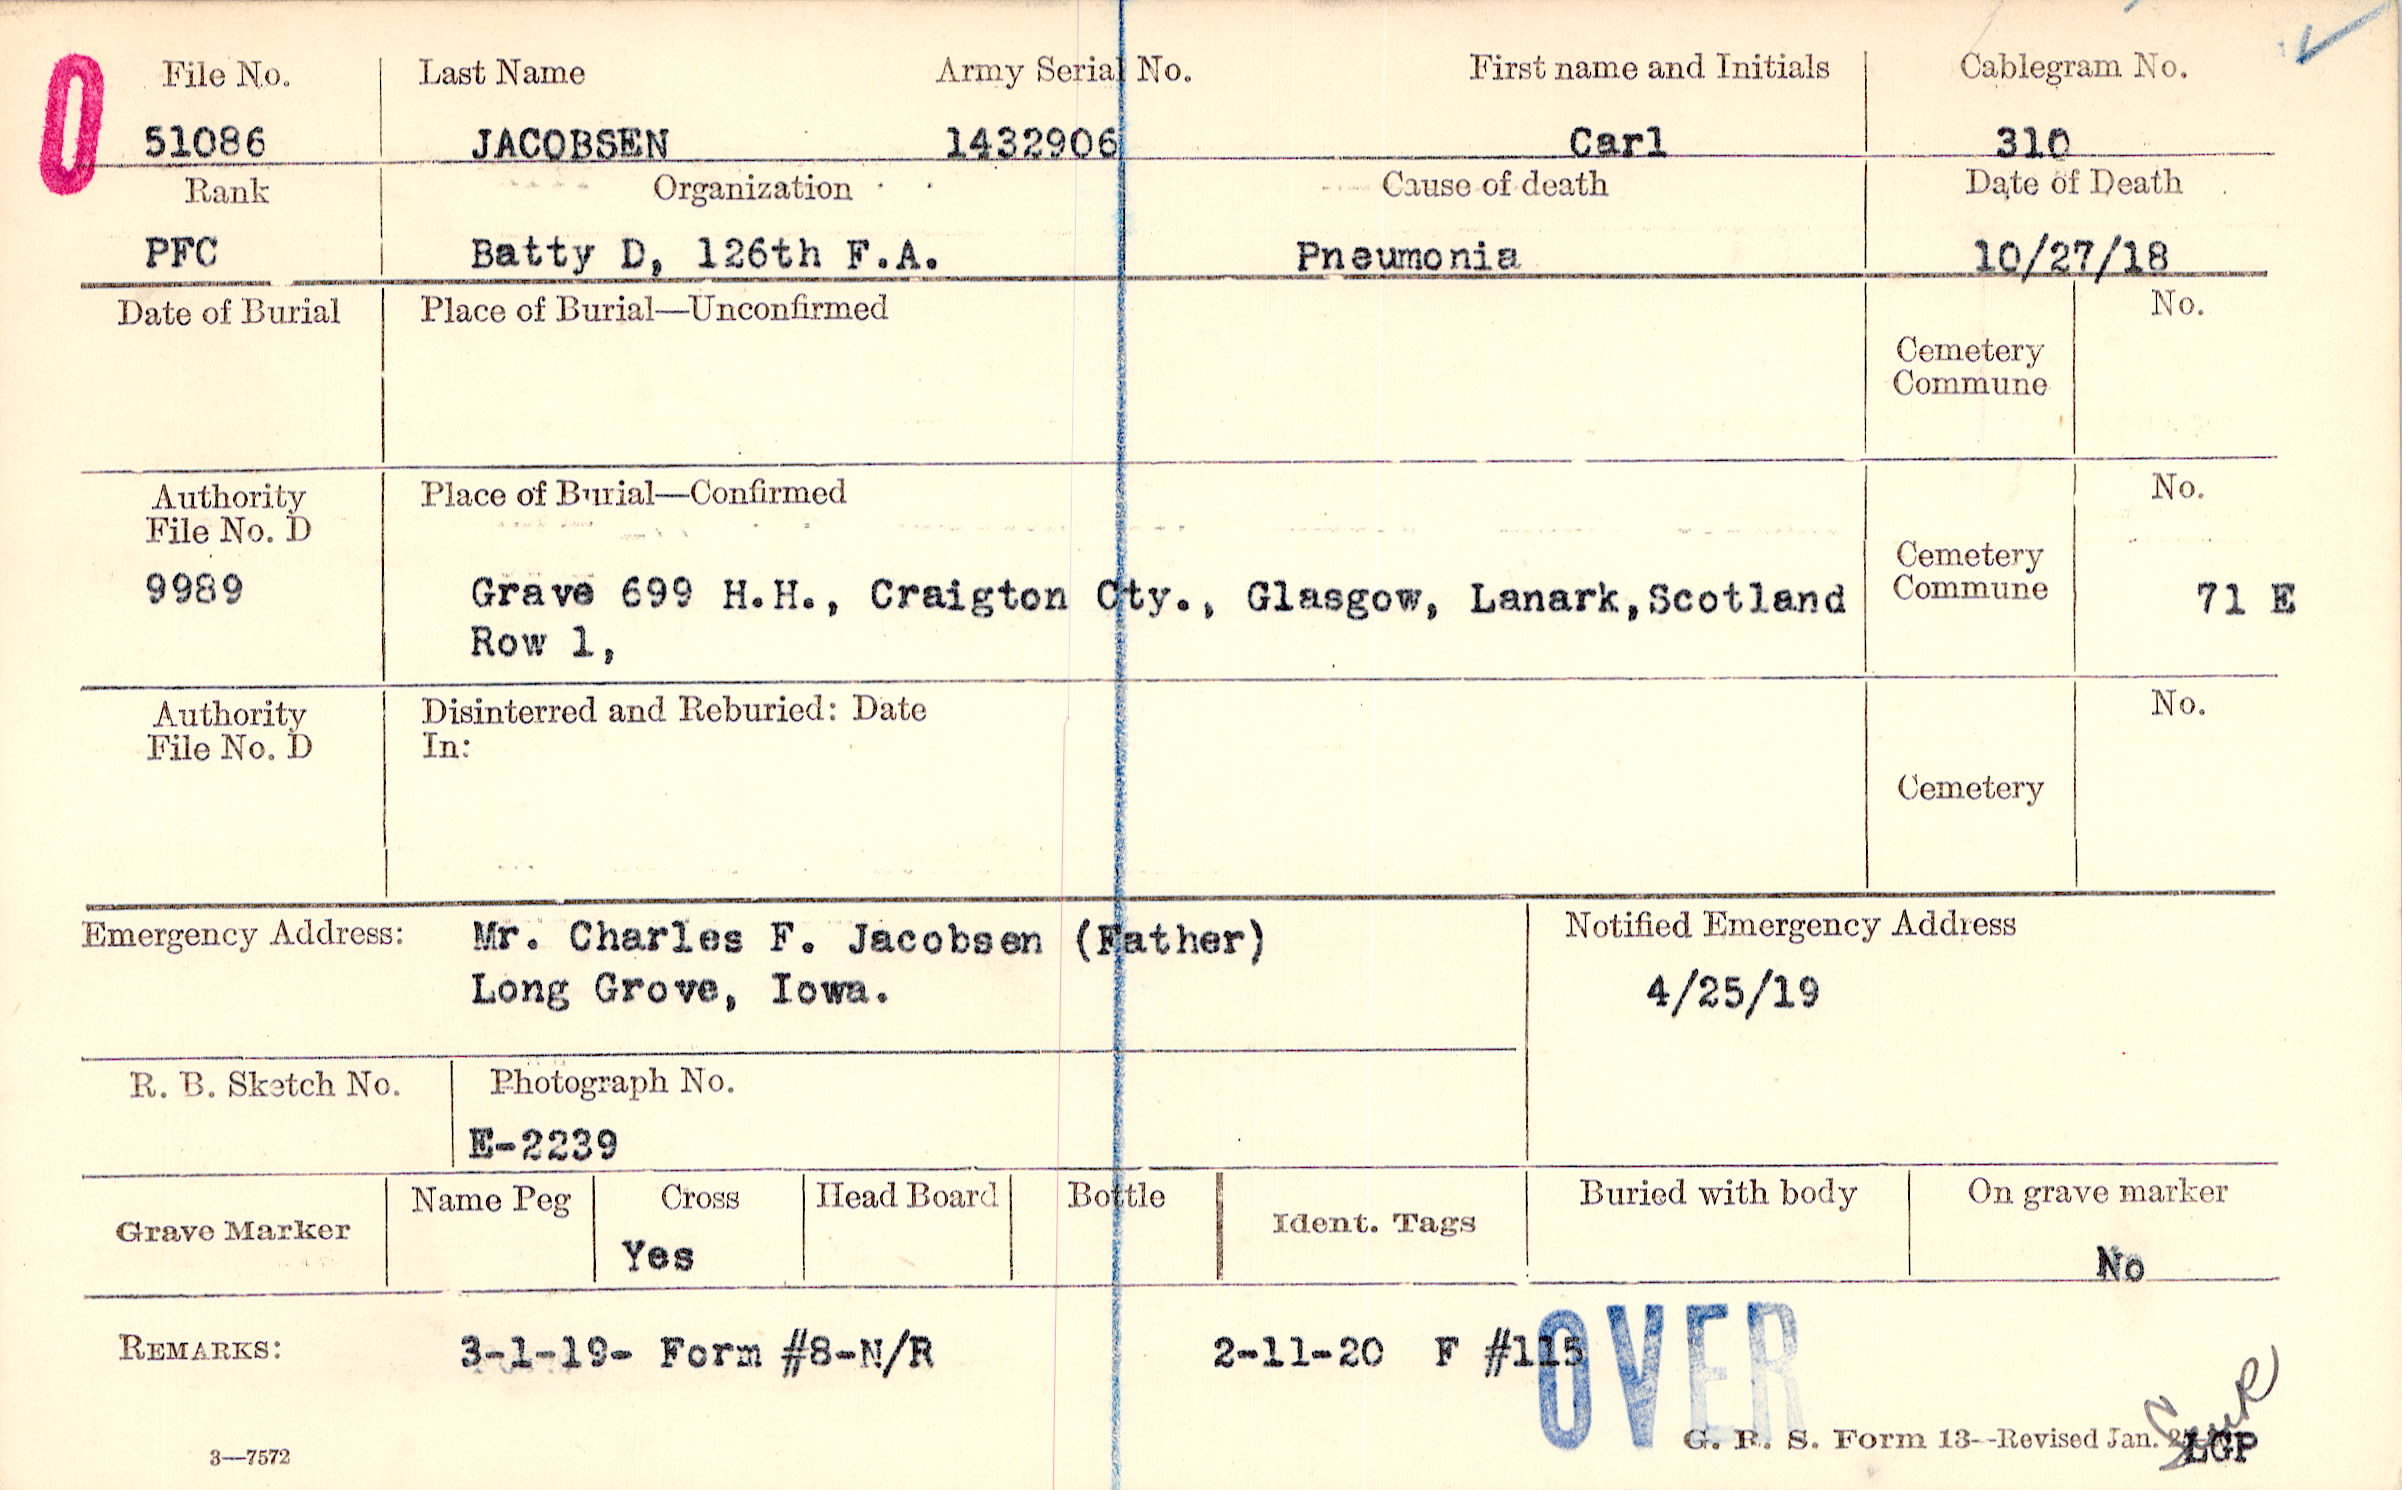 0
File No. Last Name Army Serial No. First name and Initials Cablegram No.
51086 JACOBSEN 1432906 Carl 310
Rank Organization Cause of death Date of Death
PFC Batty D, 126th F.A. Pneumonia 10/27/18
Date of Burial Place of Burial—Unconfirmed No.
Cemetery
Commune
Authority Place of Burial—Confirmed No.
File No. D
Cemetery
9989 Grave 699 H.H., Craigton Cty., Glasgow, Lanark,Scotland Commune 71 E
Row 1,
Authority Disinterred and Reburied: Date No.
File No. D In:
Cemetery
Emergency Address: Mr. Charles F. Jacobsen (Father) Notified Emergency Address
Long Grove, Iowa. 4/25/19
R. B. Sketch No. Photograph No.
E-2239
Name Peg Cross Head Board Bottle Buried with body On grave marker
Grave Marker Ident. Tags
Yes No
REMARKS: 3-1-19- Form #8-N/R 2-11-20 F #115
OVER
G. R. S. Form 13--Revised Jan.
LGP
3—7572